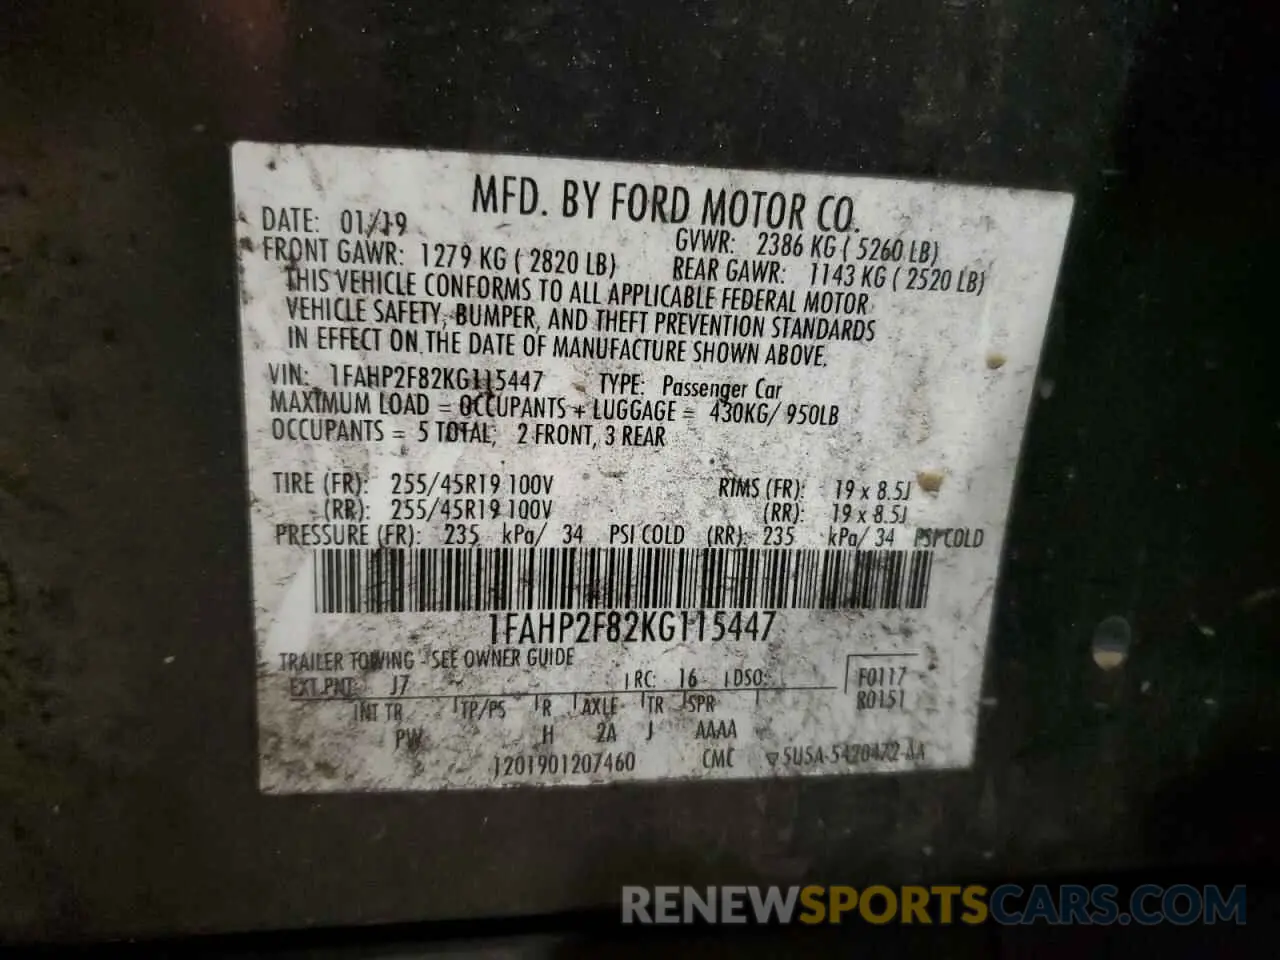 MFD. BY FORD MOTOR CO.
DATE: 01/19 GVWR: 2386 KG ( 5260 LB)
FRONT GAWR: 1279 KG ( 2820 LB) REAR GAWR: 1143 KG ( 2520 LB)
THIS VEHICLE CONFORMS TO ALL APPLICABLE FEDERAL MOTOR
VEHICLE SAFETY, BUMPER, AND THEFT PREVENTION STANDARDS
IN EFFECT ON THE DATE OF MANUFACTURE SHOWN ABOVE.
VIN: 1FAHP2F82KG115447 TYPE: Passenger Car
MAXIMUM LOAD = OCCUPANTS + LUGGAGE = 430KG/ 950LB
OCCUPANTS = 5 TOTAL; 2 FRONT, 3 REAR
TIRE (FR): 255/45R19 100V RIMS (FR): 19 x 8.5J
(RR): 255/45R19 100V (RR): 19 x 8.5J
PRESSURE (FR): 235 kPa/ 34 PSI COLD (RR): 235 kPa/ 34 PSI COLD
1FAHP2F82KG115447
TRAILER TOWING - SEE OWNER GUIDE
EXT PNT: J7 RC: 16 DSO: F0117
R0151
INT TR TP/PS R AXLE TR SPR
PW H 2A J AAAA
1201901207460 CMC 5U5A-5420472-AA
RENEWSPORTSCARS.COM